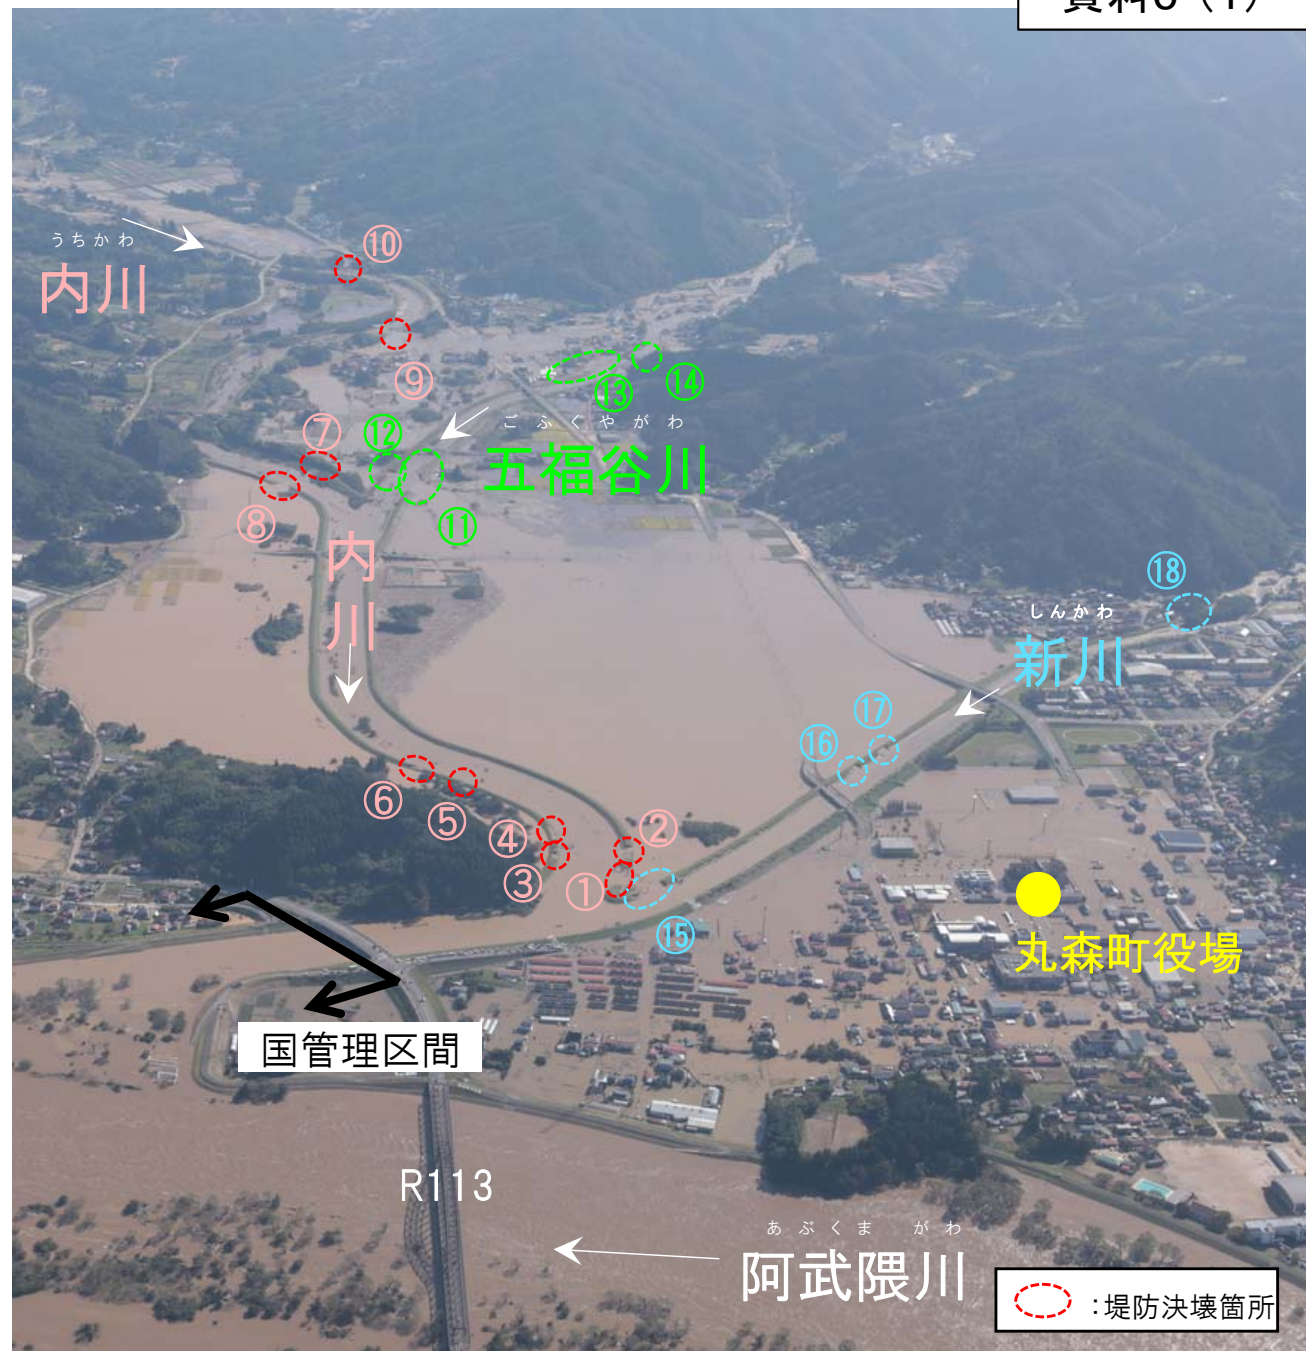 資料6（1）
うちかわ
内川
⑩
⑨
⑭
⑬
ごふくやがわ
五福谷川
⑦
⑫
⑧
⑪
内川
⑱
しんかわ
新川
⑰
⑯
⑥
⑤
④
②
③
①
⑮
丸森町役場
国管理区間
R113
あぶくま がわ
阿武隈川
:堤防決壊箇所